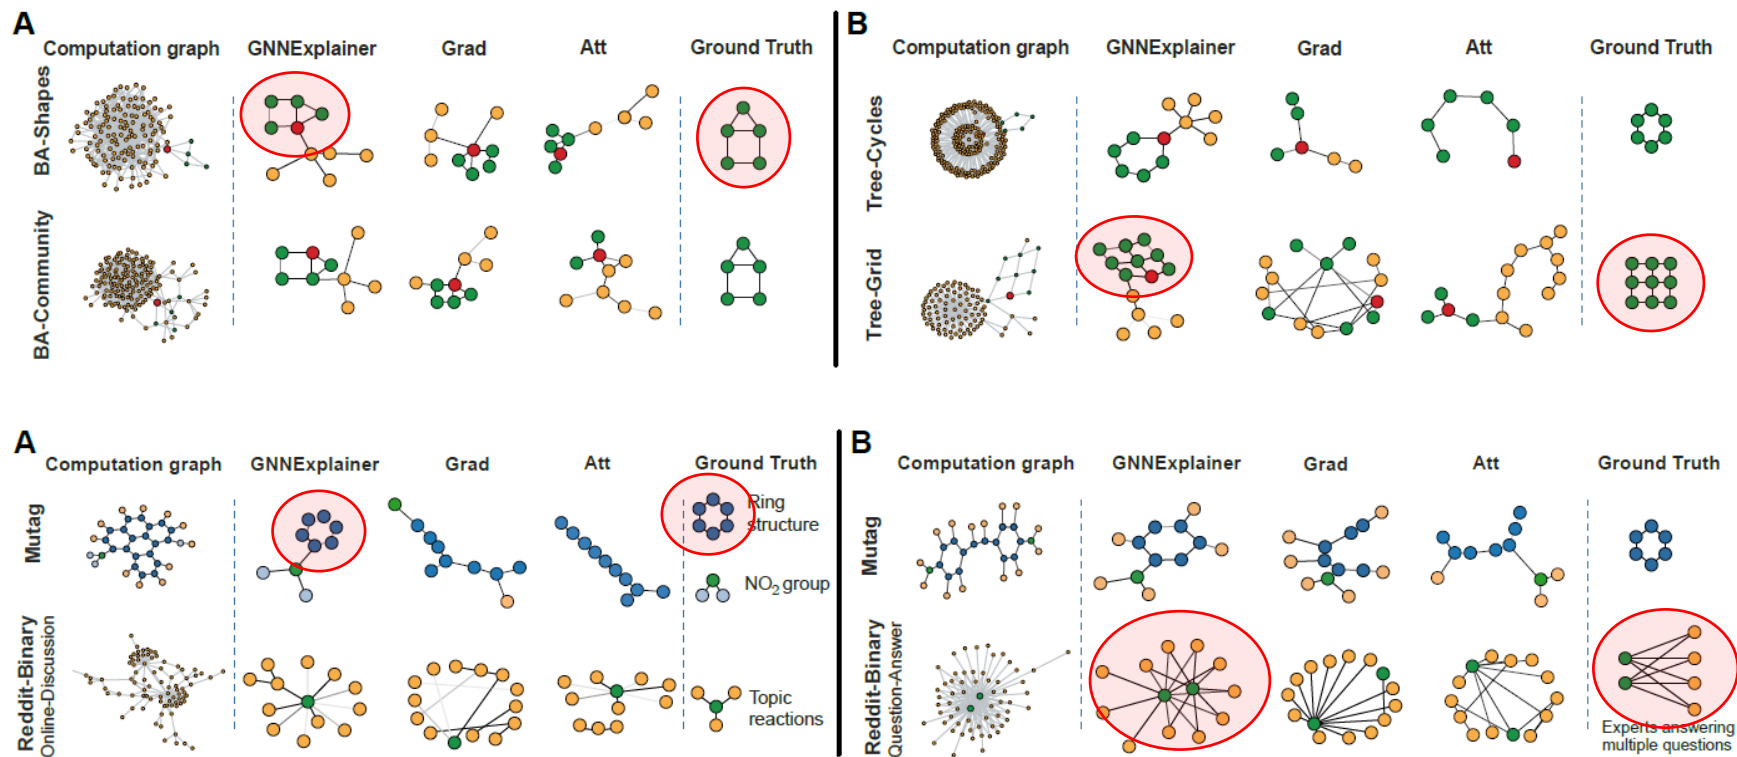 A
Computation graph GNNExplainer Grad Att Ground Truth
BA-Shapes
BA-Community
B
Computation graph GNNExplainer Grad Att Ground Truth
Tree-Cycles
Tree-Grid
A
Computation graph GNNExplainer Grad Att Ground Truth
Mutag
Ring
structure
NO2 group
Reddit-Binary
Online-Discussion
Topic
reactions
B
Computation graph GNNExplainer Grad Att Ground Truth
Mutag
Reddit-Binary
Question-Answer
Experts answering
multiple questions